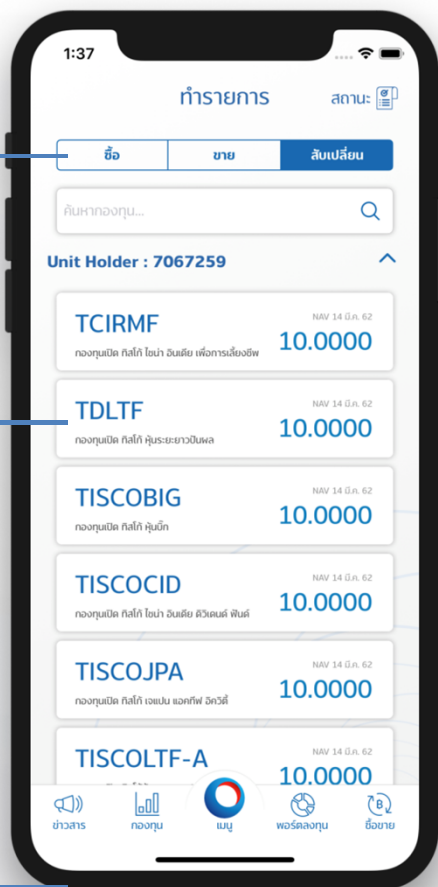 1:37
ทำรายการ
สถานะ
ซื้อ ขาย สับเปลี่ยน
ค้นหากองทุน...
Unit Holder : 7067259
TCIRMF
NAV 14 มี.ค. 62
กองทุนเปิด ทิสโก้ ไชน่า อินเดีย เพื่อการเลี้ยงชีพ
10.0000
TDLTF
NAV 14 มี.ค. 62
กองทุนเปิด ทิสโก้ หุ้นระยะยาวปันผล
10.0000
TISCOBIG
NAV 14 มี.ค. 62
กองทุนเปิด ทิสโก้ หุ้นบิ๊ก
10.0000
TISCOCID
NAV 14 มี.ค. 62
กองทุนเปิด ทิสโก้ ไชน่า อินเดีย ดิวิเดนด์ ฟันด์
10.0000
TISCOJPA
NAV 14 มี.ค. 62
กองทุนเปิด ทิสโก้ เจแปน แอคทีฟ อิควิตี้
10.0000
TISCOLTF-A
NAV 14 มี.ค. 62
10.0000
ข่าวสาร กองทุน เมนู พอร์ตลงทุน ซื้อขาย